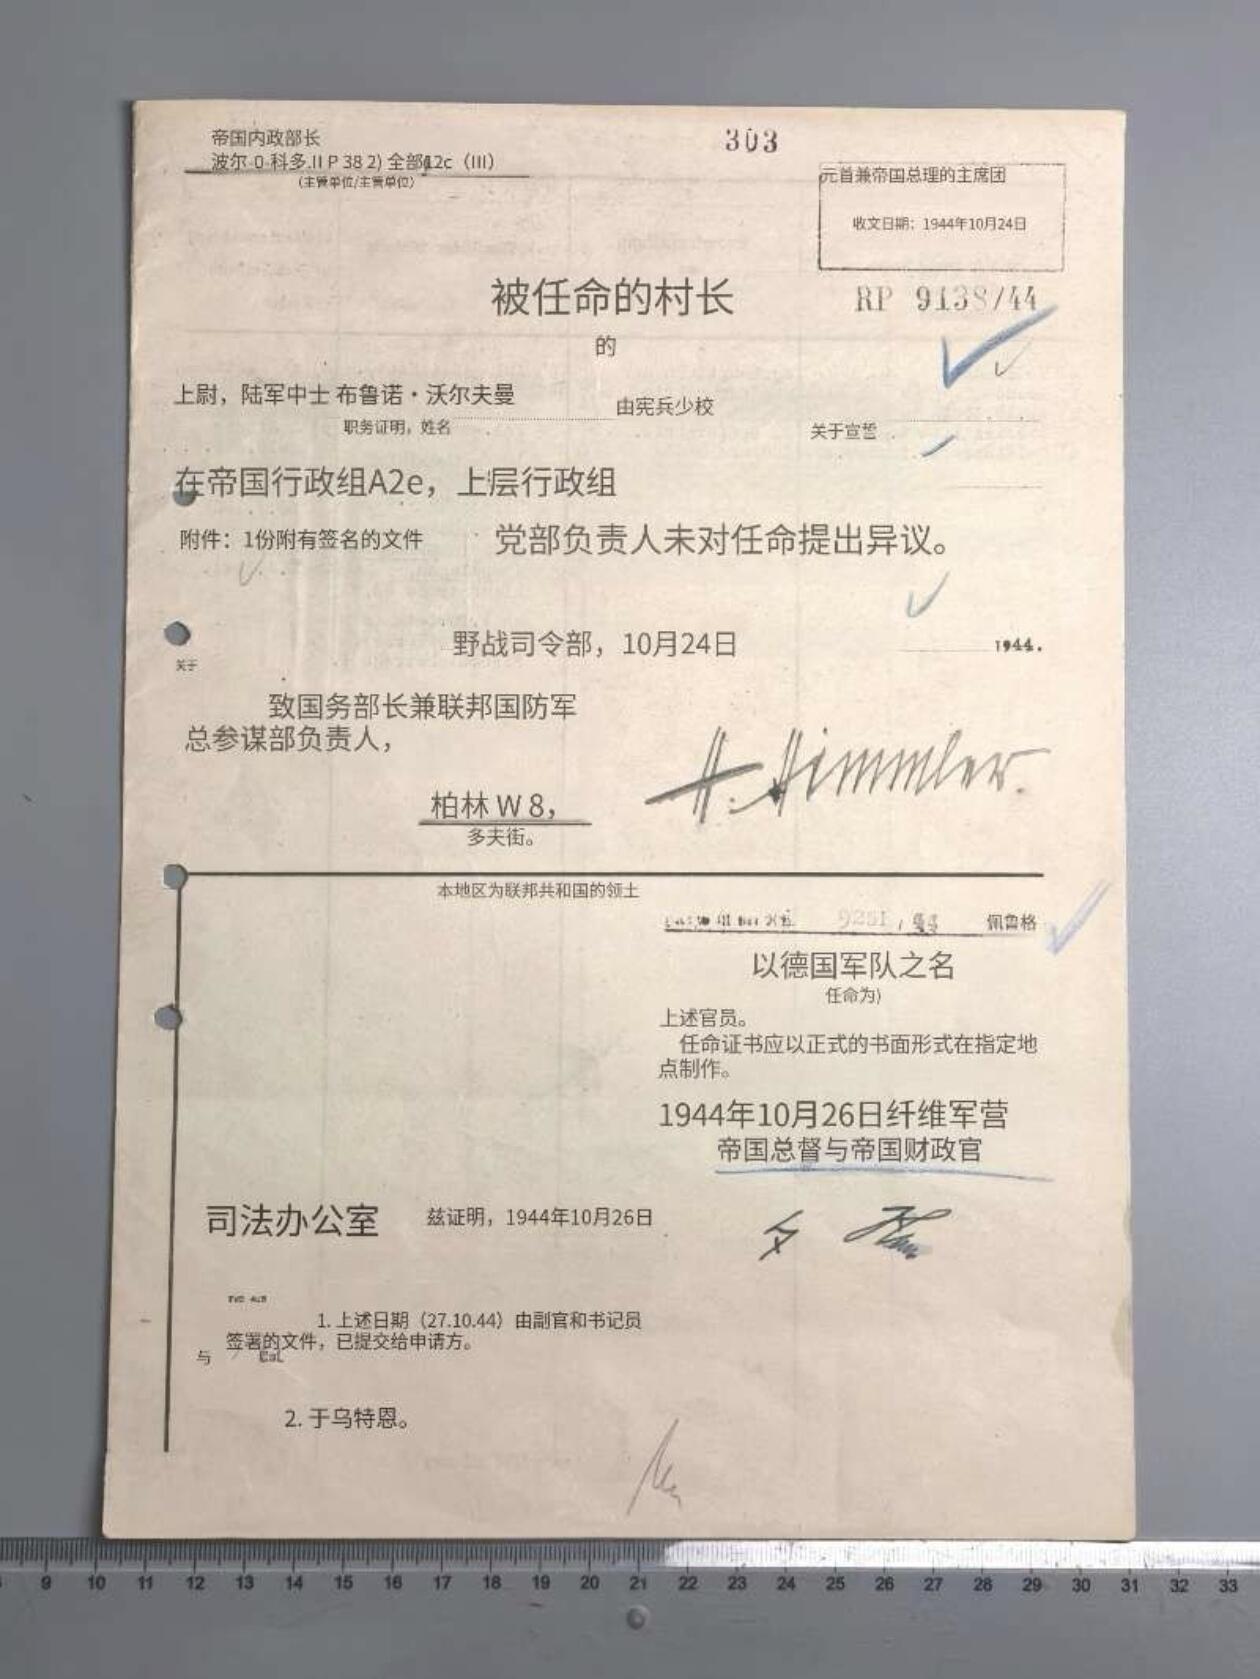 303
帝国内政部长
波尔 0 科多.II P 38 2) 全部12c（III）
(主管单位/主管单位)
元首兼帝国总理的主席团
收文日期：1944年10月24日
RP 9138/44
被任命的村长
的
上尉，陆军中士 布鲁诺·沃尔夫曼
由宪兵少校
职务证明，姓名
关于宣誓
在帝国行政组A2e，上层行政组
附件：1份附有签名的文件
党部负责人未对任命提出异议。
野战司令部，10月24日
1944.
关于
致国务部长兼联邦国防军
总参谋部负责人，
H. Himmler.
柏林 W 8，
多夫街。
本地区为联邦共和国的领土
9251
佩鲁格
以德国军队之名
任命为)
上述官员。
任命证书应以正式的书面形式在指定地
点制作。
1944年10月26日纤维军营
帝国总督与帝国财政官
司法办公室
兹证明，1944年10月26日
1. 上述日期（27.10.44）由副官和书记员
签署的文件，已提交给申请方。
与
2. 于乌特恩。
9 10 11 12 13 14 15 16 17 18 19 20 21 22 23 24 25 26 27 28 29 30 31 32 33